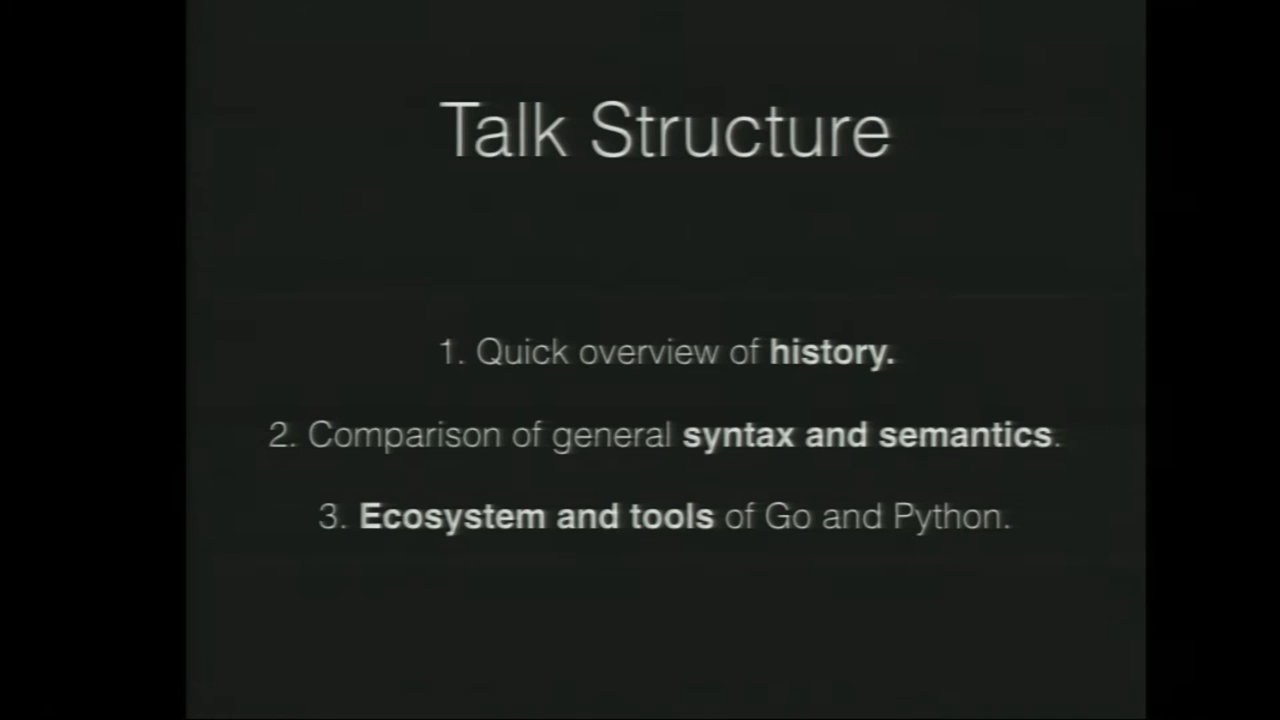 Talk Structure
1. Quick overview of history.
2. Comparison of general syntax and semantics.
3. Ecosystem and tools of Go and Python.